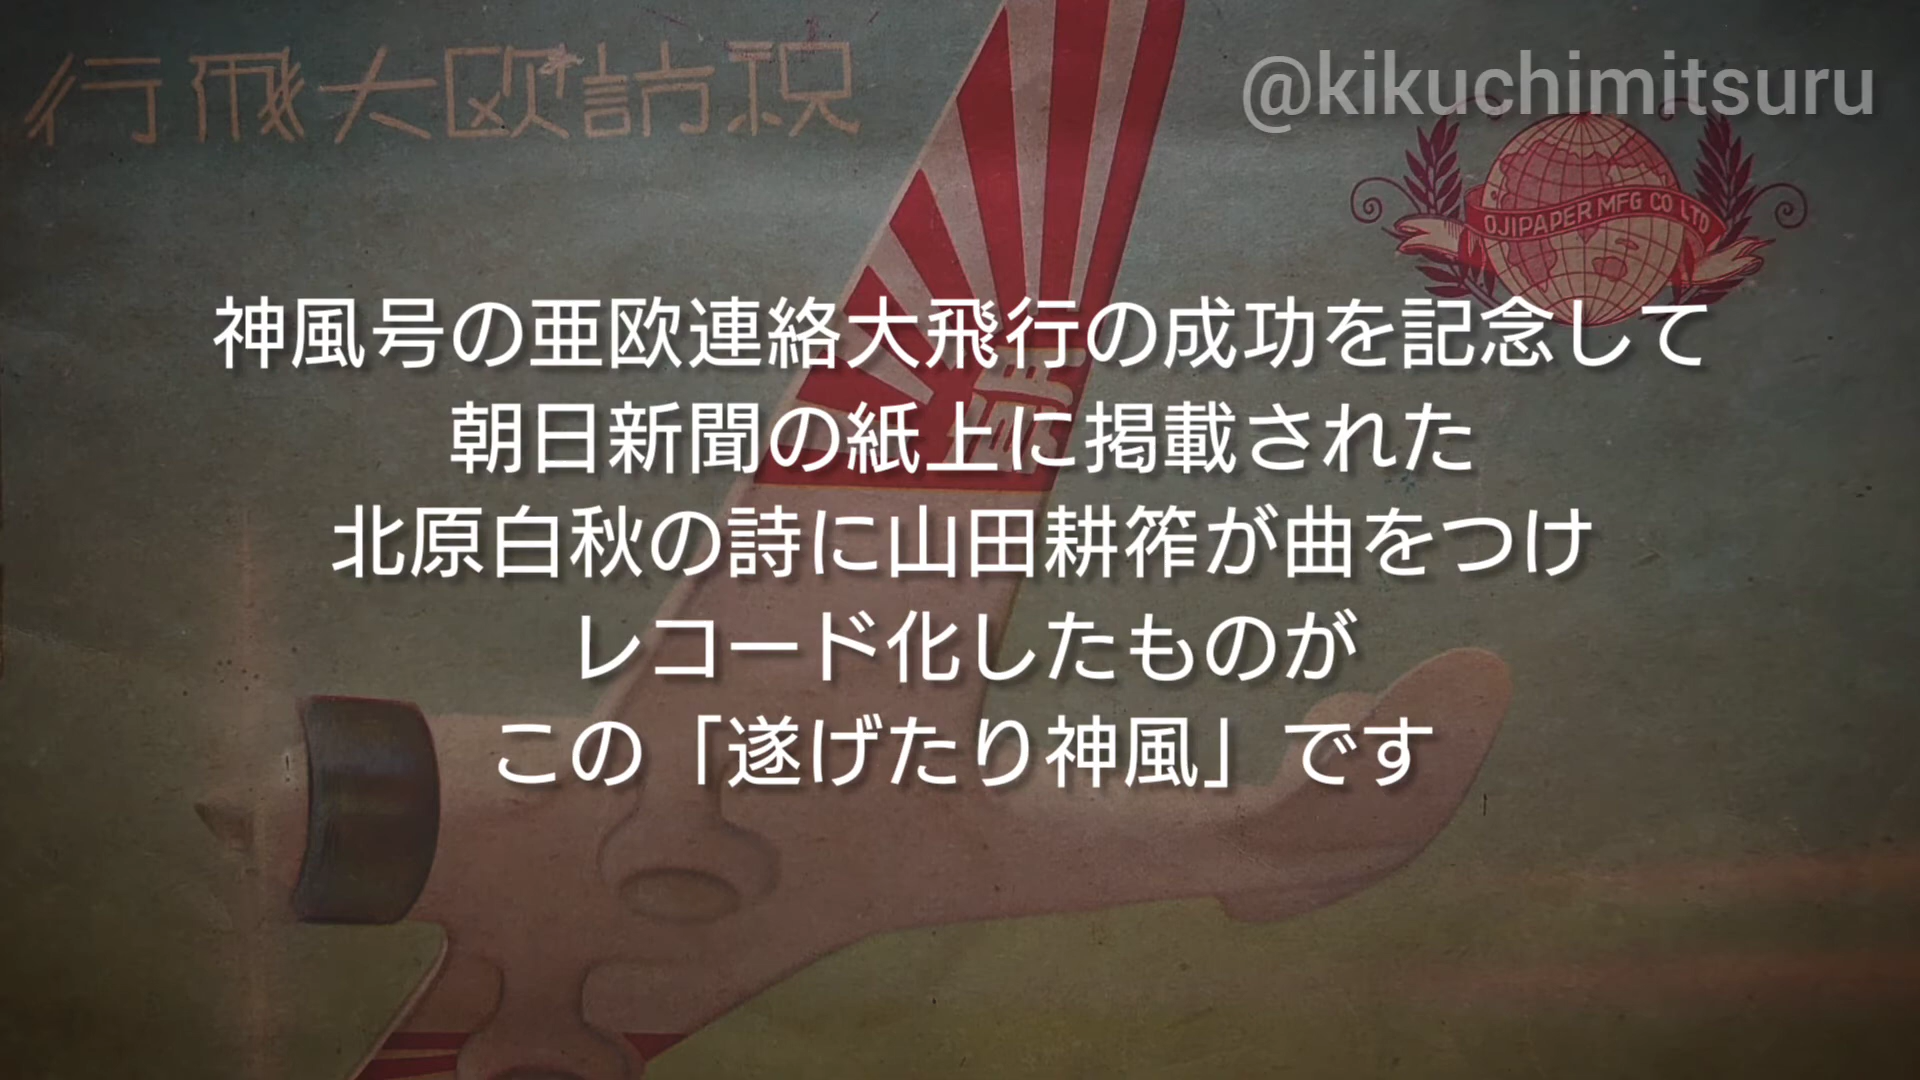 行飛大欧訪祝
@kikuchimitsuru
OJIPAPER MFG CO LTD
神風号の亜欧連絡大飛行の成功を記念して
朝日新聞の紙上に掲載された
北原白秋の詩に山田耕筰が曲をつけ
レコード化したものが
この「遂げたり神風」です